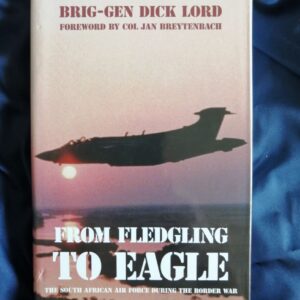 BRIG-GEN DICK LORD
FOREWORD BY COL JAN BREYTENBACH
FROM FLEDGLING
TO EAGLE
THE SOUTH AFRICAN AIR FORCE DURING THE BORDER WAR